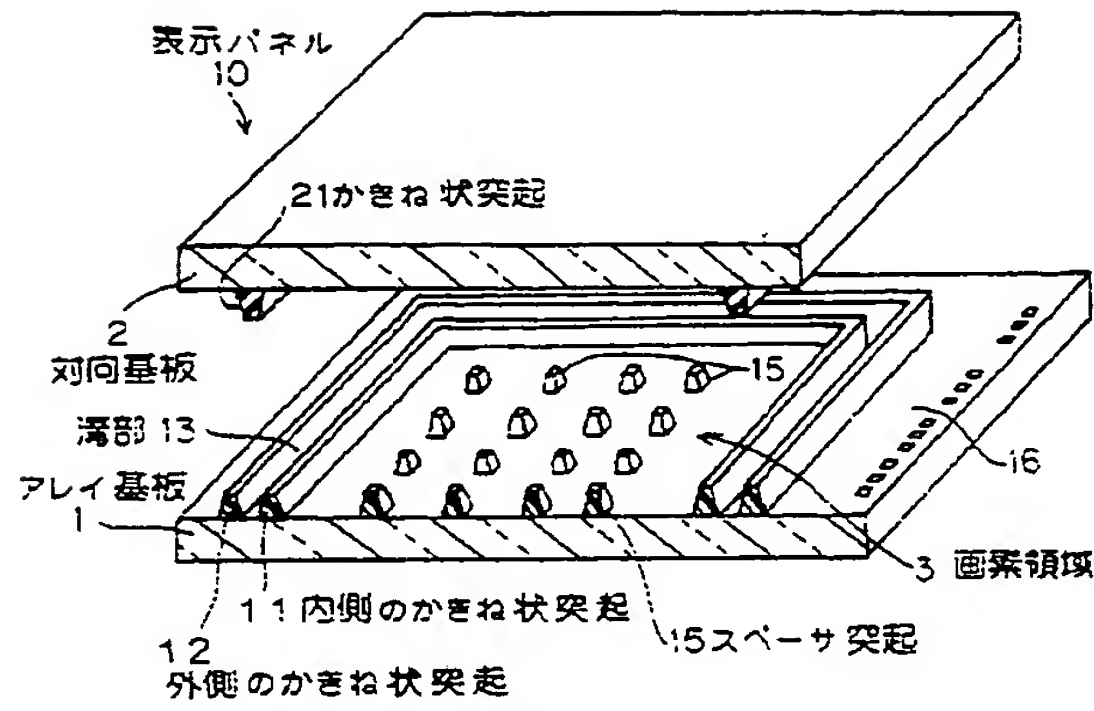 表示パネル
10
21かきね状突起
2
対向基板
15
溝部 13
16
アレイ基板
1
3 画素領域
11内側のかきね状突起
15スペーサ突起
12
外側のかきね状突起